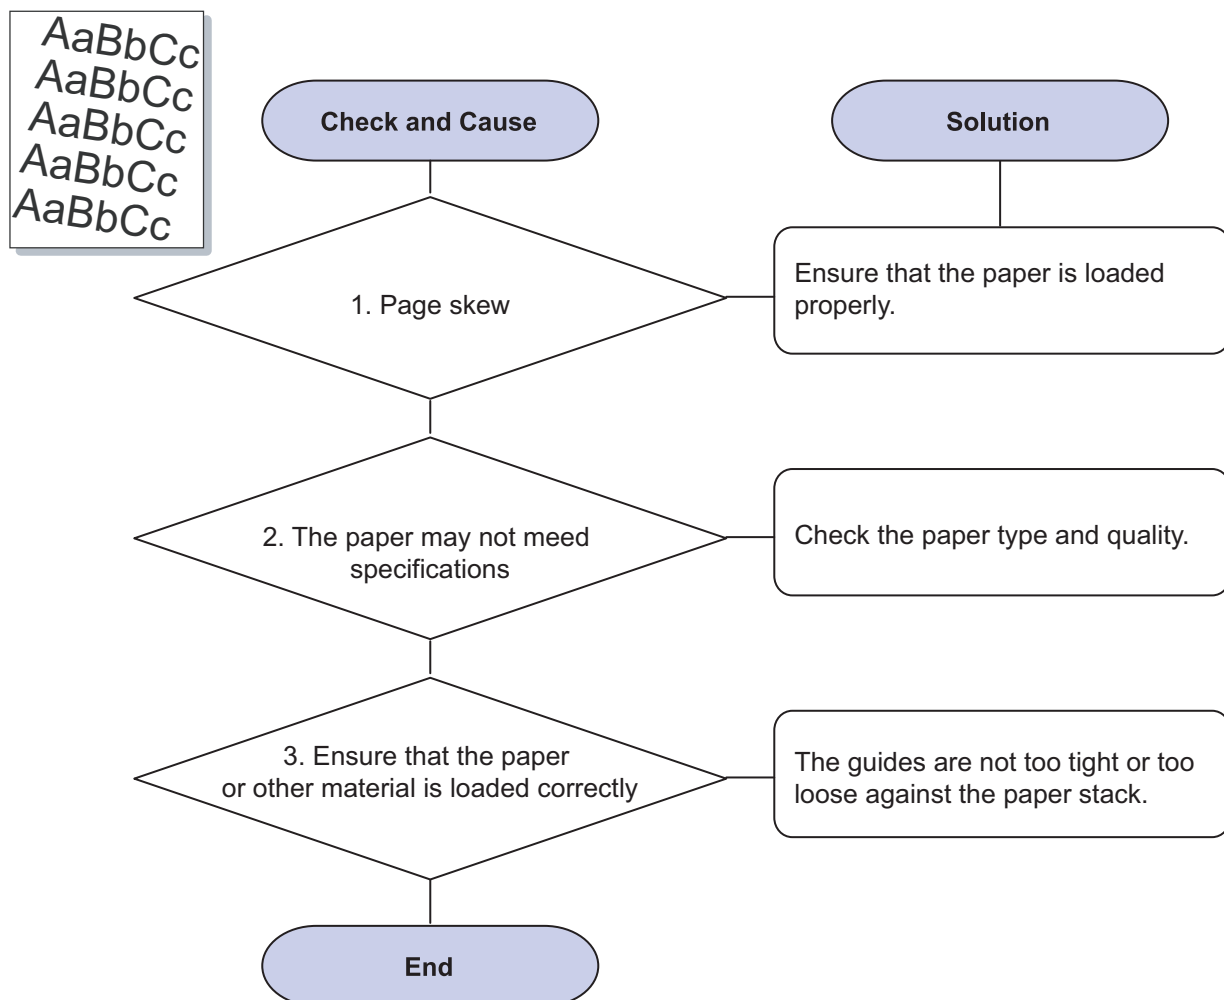 AaBbCc
AaBbCc
AaBbCc
AaBbCc
AaBbCc
Check and Cause
Solution
1. Page skew
Ensure that the paper is loaded
properly.
2. The paper may not meed
specifications
Check the paper type and quality.
3. Ensure that the paper
or other material is loaded correctly
The guides are not too tight or too
loose against the paper stack.
End